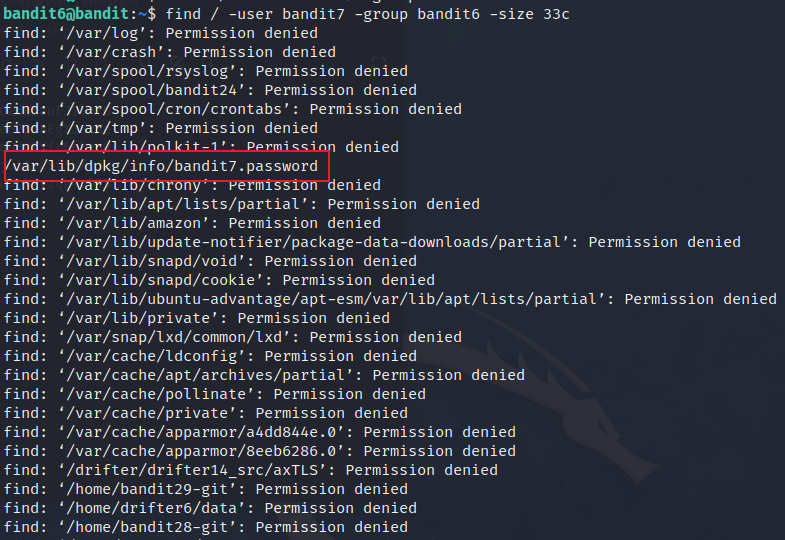 bandit6@bandit:~$ find / -user bandit7 -group bandit6 -size 33c
find: ‘/var/log’: Permission denied
find: ‘/var/crash’: Permission denied
find: ‘/var/spool/rsyslog’: Permission denied
find: ‘/var/spool/bandit24’: Permission denied
find: ‘/var/spool/cron/crontabs’: Permission denied
find: ‘/var/tmp’: Permission denied
find: ‘/var/lib/polkit-1’: Permission denied
/var/lib/dpkg/info/bandit7.password
find: ‘/var/lib/chrony’: Permission denied
find: ‘/var/lib/apt/lists/partial’: Permission denied
find: ‘/var/lib/amazon’: Permission denied
find: ‘/var/lib/update-notifier/package-data-downloads/partial’: Permission denied
find: ‘/var/lib/snapd/void’: Permission denied
find: ‘/var/lib/snapd/cookie’: Permission denied
find: ‘/var/lib/ubuntu-advantage/apt-esm/var/lib/apt/lists/partial’: Permission denied
find: ‘/var/lib/private’: Permission denied
find: ‘/var/snap/lxd/common/lxd’: Permission denied
find: ‘/var/cache/ldconfig’: Permission denied
find: ‘/var/cache/apt/archives/partial’: Permission denied
find: ‘/var/cache/pollinate’: Permission denied
find: ‘/var/cache/private’: Permission denied
find: ‘/var/cache/apparmor/a4dd844e.0’: Permission denied
find: ‘/var/cache/apparmor/8eeb6286.0’: Permission denied
find: ‘/drifter/drifter14_src/axTLS’: Permission denied
find: ‘/home/bandit29-git’: Permission denied
find: ‘/home/drifter6/data’: Permission denied
find: ‘/home/bandit28-git’: Permission denied